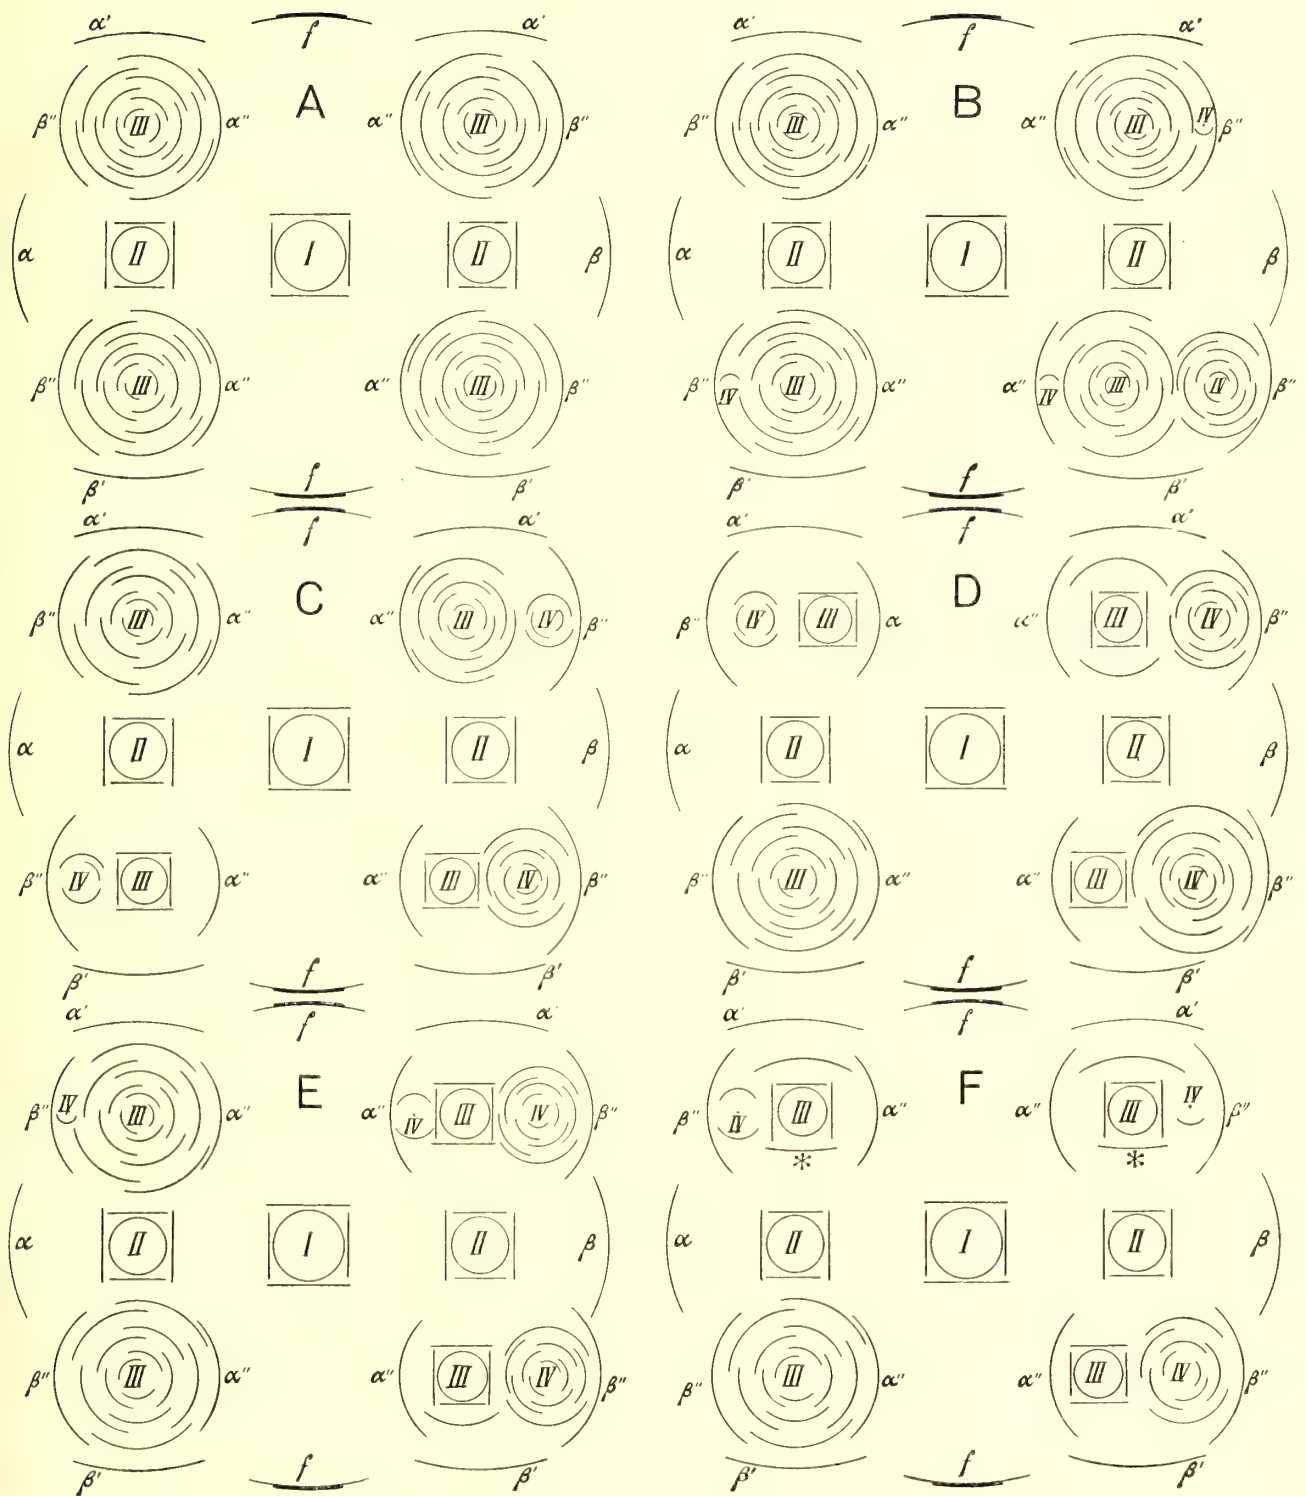 α' f α' α' f α'
A B
β" III α" α" III β" β" III α" α" III IV β"
α II I II β α II I II β
β" III α" α" III β" β" IV III α" α" IV III IV β"
β' f β' β' f β'
α' f α' α' f α'
C D
β" III α" α" III IV β" β" IV III α α" III IV β"
α II I II β α II I II β
β" IV III α" α" III IV β" β" III α" α" III IV β"
β' f β' β' f β'
α' f α α' f α'
E F
β" IV III α" α" IV III IV β" β" IV III α" α" III IV β"
* *
α II I II β α II I II β
β" III α" α" III IV β" β" III α" α" III IV β"
β' f β' β' f β'